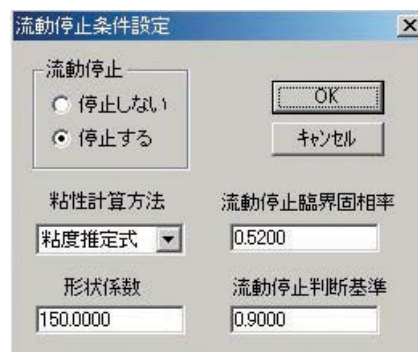 流動停止条件設定
流動停止
停止しない
停止する
OK
キャンセル
粘性計算方法
流動停止臨界固相率
粘度推定式
0.5200
形状係数
流動停止判断基準
150.0000
0.9000